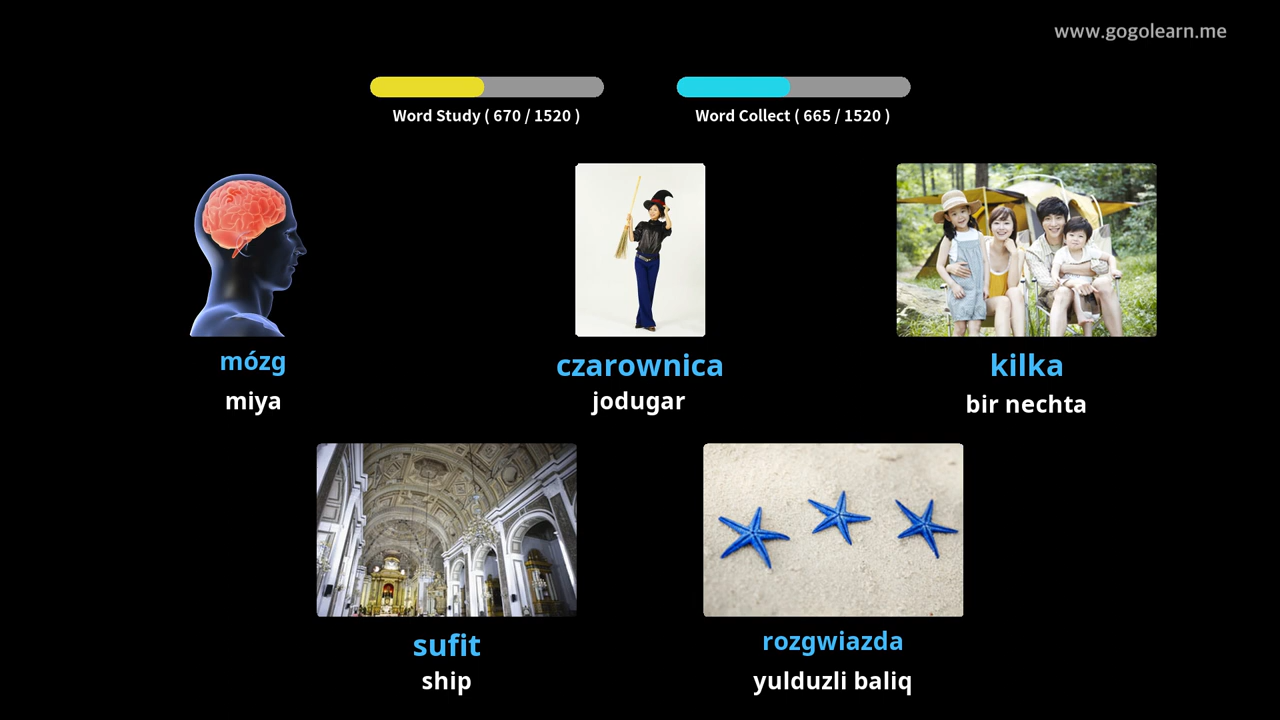 www.gogolearn.me
Word Study ( 670 / 1520 )
Word Collect ( 665 / 1520 )
mózg
miya
czarownica
jodugar
kilka
bir nechta
sufit
ship
rozgwiazda
yulduzli baliq